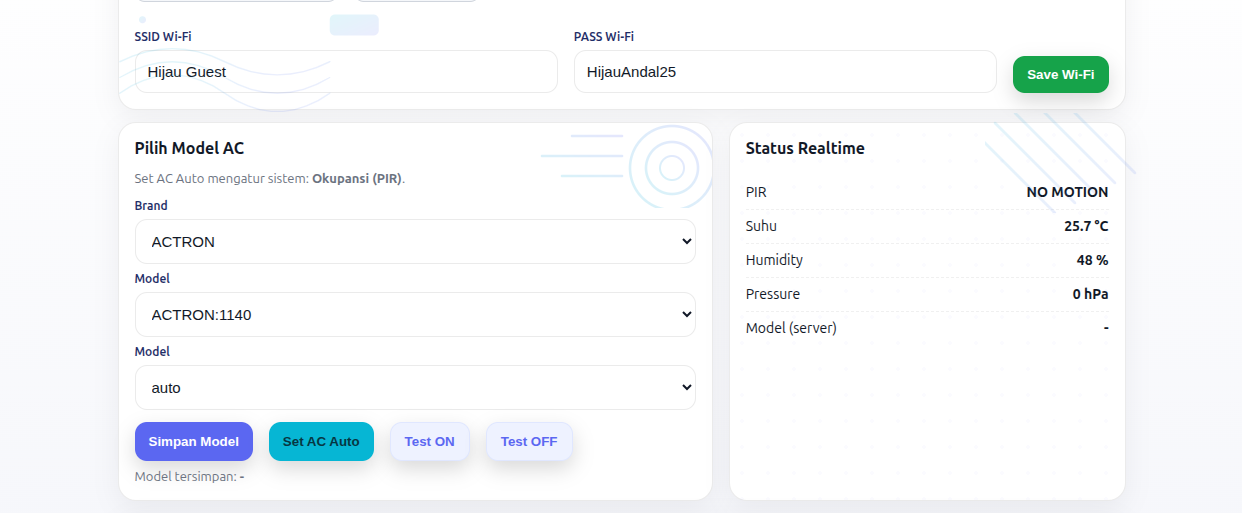 SSID Wi-Fi
PASS Wi-Fi
Hijau Guest
HijauAndal25
Save Wi-Fi
Pilih Model AC
Set AC Auto mengatur sistem: Okupansi (PIR).
Brand
ACTRON
Model
ACTRON:1140
Model
auto
Simpan Model
Set AC Auto
Test ON
Test OFF
Model tersimpan: -
Status Realtime
PIR
NO MOTION
Suhu
25.7 °C
Humidity
48 %
Pressure
0 hPa
Model (server)
-